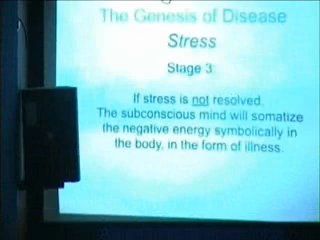 The Genesis of Disease
Stress
Stage 3
If stress is not resolved,
The subconscious mind will somatize
the negative energy symbolically in
the body, in the form of illness.